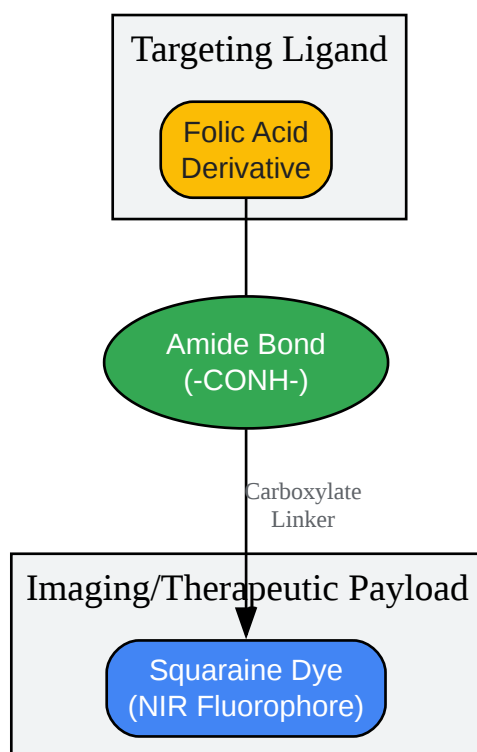 Targeting Ligand
Folic Acid
Derivative
Amide Bond
(-CONH-)
Carboxylate
Linker
Imaging/Therapeutic Payload
Squaraine Dye
(NIR Fluorophore)